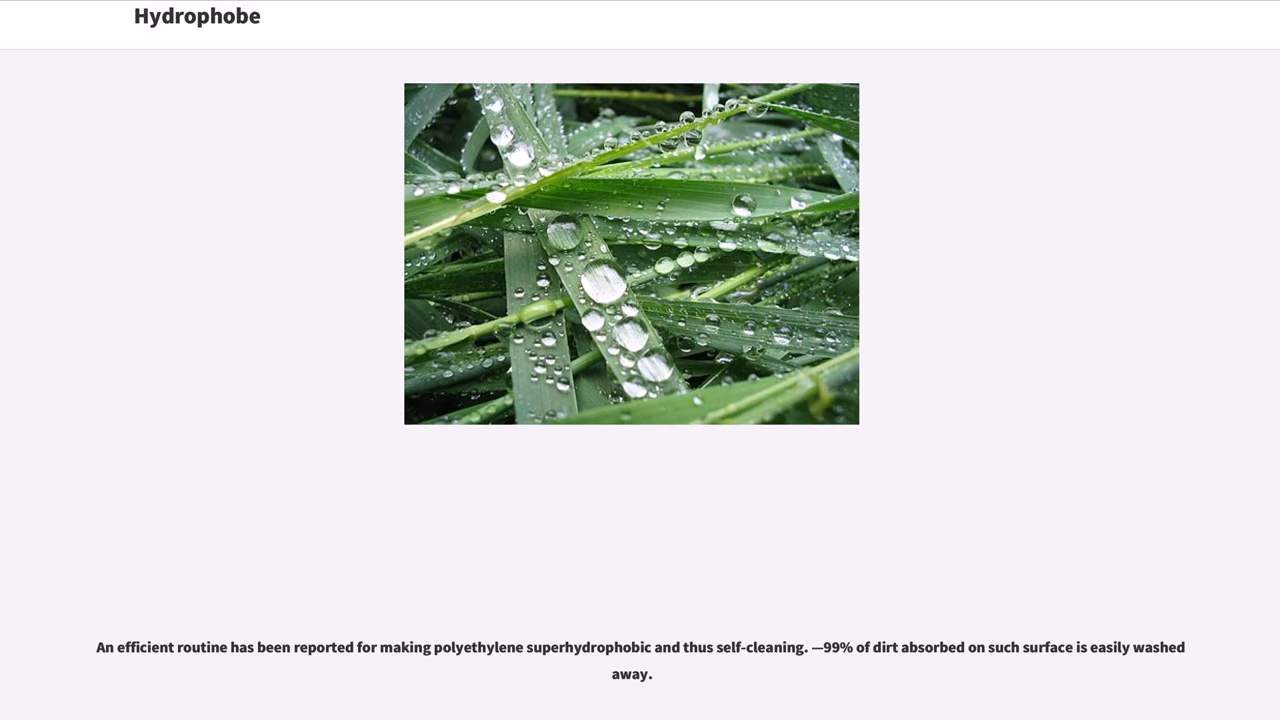 Hydrophobe
An efficient routine has been reported for making polyethylene superhydrophobic and thus self-cleaning. —99% of dirt absorbed on such surface is easily washed
away.